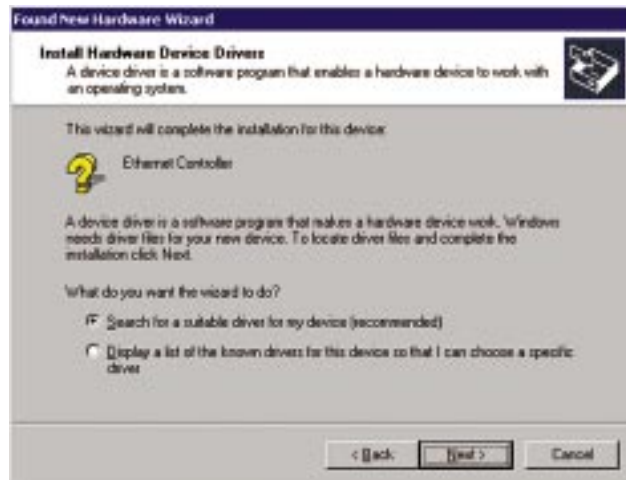 Found New Hardware Wizard
Install Hardware Device Drivers
A device driver is a software program that enables a hardware device to work with
an operating system.
This wizard will complete the installation for this device:
Ethernet Controller
A device driver is a software program that makes a hardware device work. Windows
needs driver files for your new device. To locate driver files and complete the
installation click Next.
What do you want the wizard to do?
Search for a suitable driver for my device (recommended)
Display a list of the known drivers for this device so that I can choose a specific
driver
< Back
Next >
Cancel